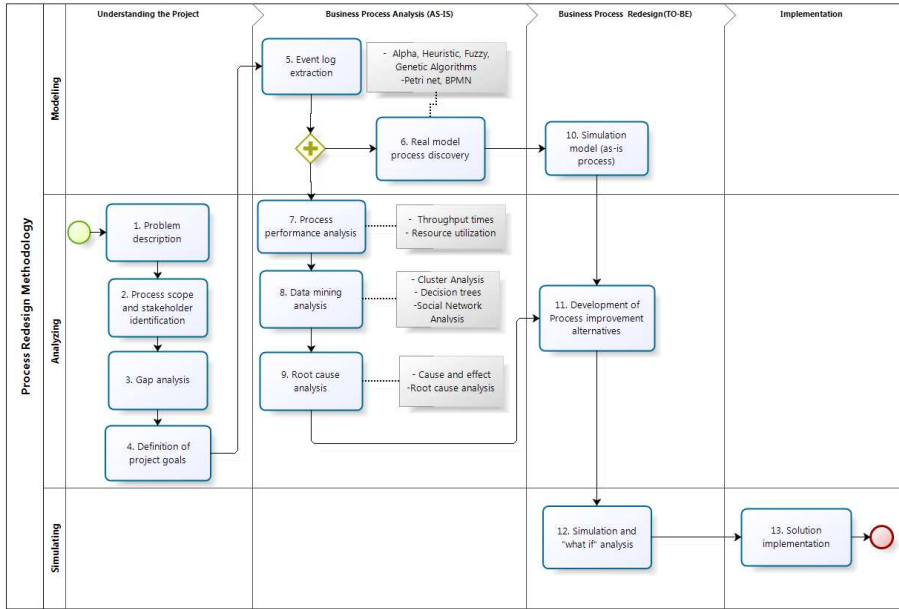 Understanding the Project
Business Process Analysis (AS-IS)
Business Process Redesign(TO-BE)
Implementation
Process Redesign Methodology
Modeling
5. Event log
extraction
- Alpha, Heuristic, Fuzzy,
Genetic Algorithms
-Petri net, BPMN
6. Real model
process discovery
10. Simulation
model (as-is
process)
Analyzing
1. Problem
description
2. Process scope
and stakeholder
identification
3. Gap analysis
4. Definition of
project goals
7. Process
performance analysis
- Throughput times
- Resource utilization
8. Data mining
analysis
- Cluster Analysis
- Decision trees
-Social Network
Analysis
9. Root cause
analysis
- Cause and effect
-Root cause analysis
11. Development of
Process improvement
alternatives
Simulating
12. Simulation and
"what if" analysis
13. Solution
implementation